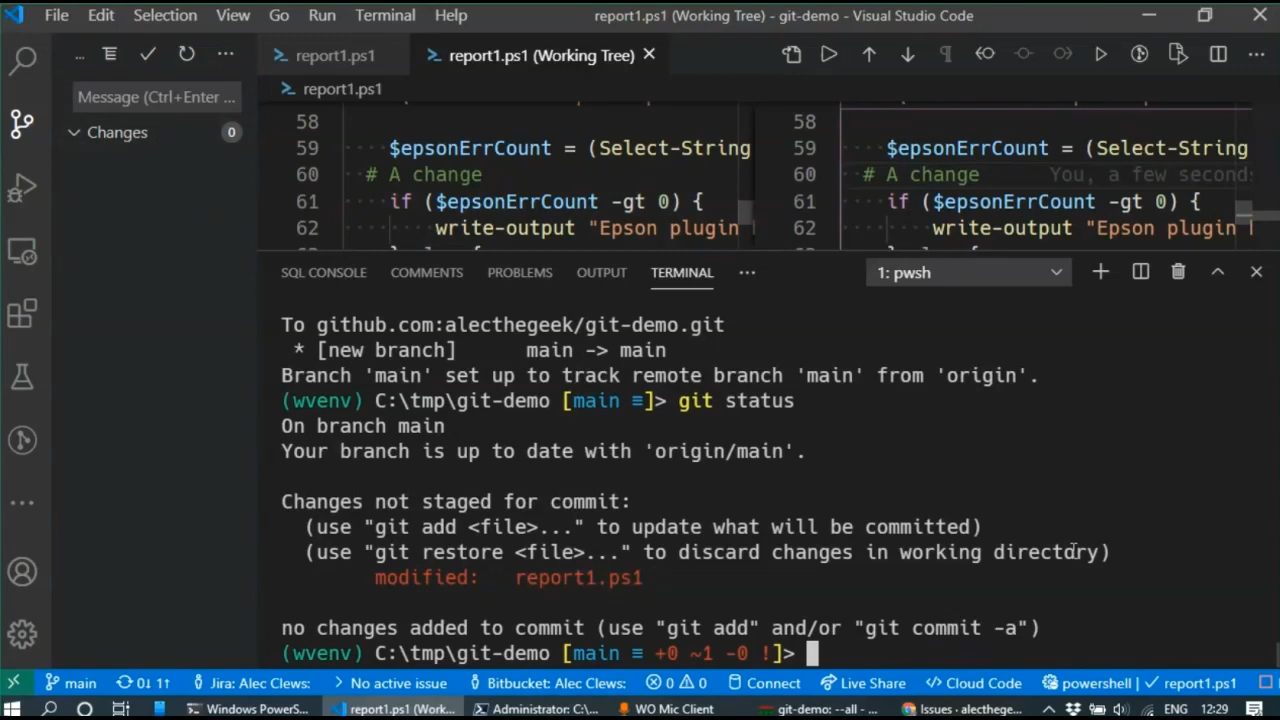 File Edit Selection View Go Run Terminal Help report1.ps1 (Working Tree) - git-demo - Visual Studio Code
report1.ps1 report1.ps1 (Working Tree)
Message (Ctrl+Enter ...
report1.ps1
Changes 0
58 58
59 $epsonErrCount = (Select-String 59 $epsonErrCount = (Select-String
60 # A change 60 # A change You, a few seconds
61 if ($epsonErrCount -gt 0) { 61 if ($epsonErrCount -gt 0) {
62 write-output "Epson plugin 62 write-output "Epson plugin
SQL CONSOLE COMMENTS PROBLEMS OUTPUT TERMINAL ... 1: pwsh
To github.com:alecthegeek/git-demo.git
* [new branch] main -> main
Branch 'main' set up to track remote branch 'main' from 'origin'.
(wvenv) C:\tmp\git-demo [main ≡]> git status
On branch main
Your branch is up to date with 'origin/main'.
Changes not staged for commit:
(use "git add <file>..." to update what will be committed)
(use "git restore <file>..." to discard changes in working directory)
modified: report1.ps1
no changes added to commit (use "git add" and/or "git commit -a")
(wvenv) C:\tmp\git-demo [main ≡ +0 ~1 -0 !]>
main 0↓ 1↑ Jira: Alec Clews: No active issue Bitbucket: Alec Clews: 0 0 Connect Live Share Cloud Code powershell | ✓ report1.ps1
Windows PowerS... report1.ps1 (Work... Administrator: C:\... WO Mic Client git-demo: --all - ... Issues · alecthege... ENG 12:29